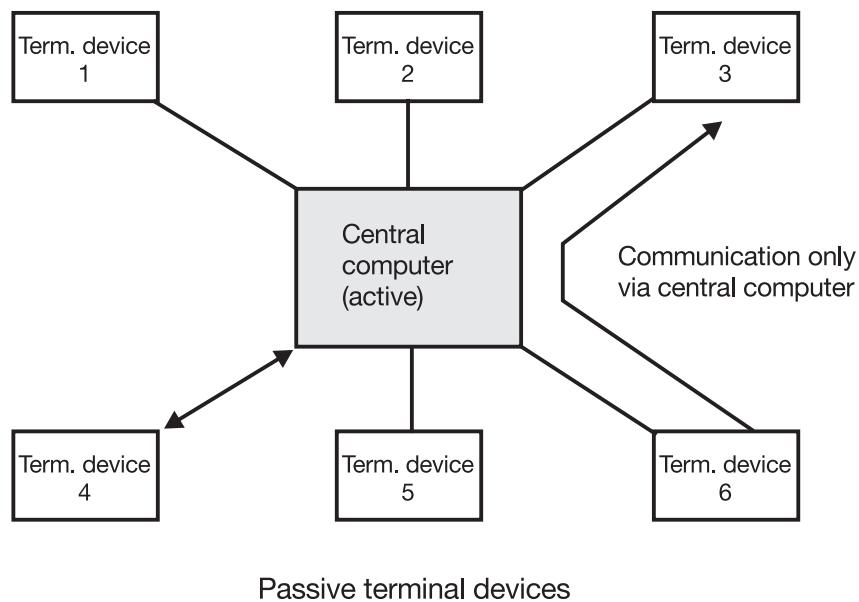 Term. device
1
Term. device
2
Term. device
3
Central
computer
(active)
Communication only
via central computer
Term. device
4
Term. device
5
Term. device
6
Passive terminal devices